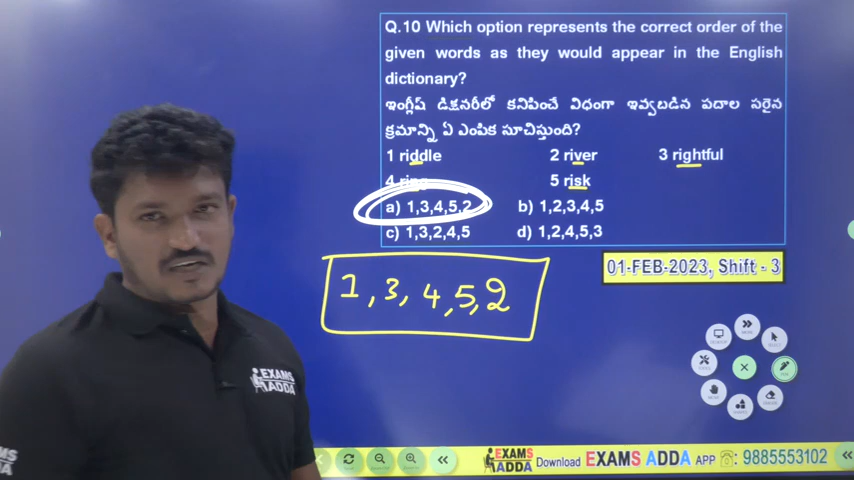 Q.10 Which option represents the correct order of the
given words as they would appear in the English
dictionary?
ఇంగ్లీష్ డిక్షనరీలో కనిపించే విధంగా ఇవ్వబడిన పదాల సరైన
క్రమాన్ని ఏ ఎంపిక సూచిస్తుంది?
1 riddle 2 river 3 rightful
4 ring 5 risk
a) 1,3,4,5,2 b) 1,2,3,4,5
c) 1,3,2,4,5 d) 1,2,4,5,3
01-FEB-2023, Shift - 3
1,3,4,5,2
EXAMS
ADDA
EXAMS
ADDA Download EXAMS ADDA APP : 9885553102